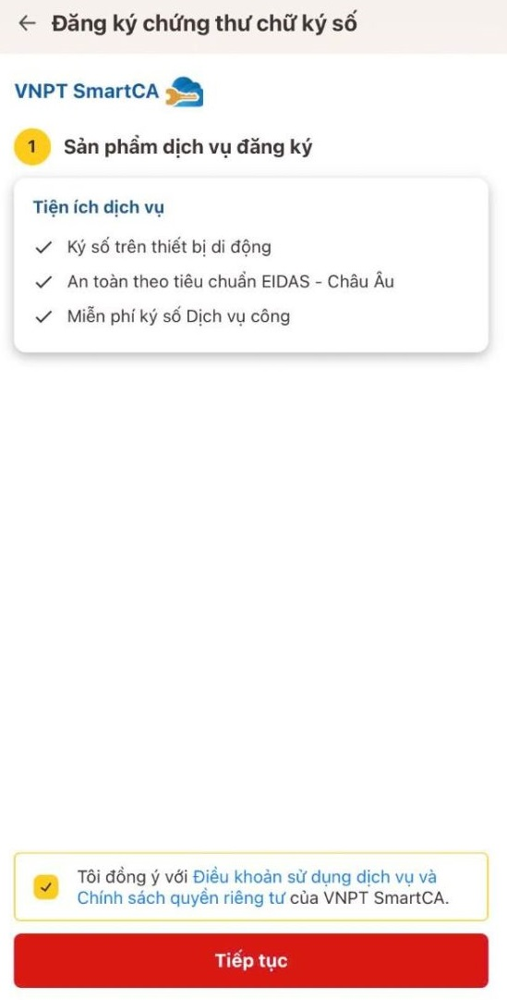 Đăng ký chứng thư chữ ký số
VNPT SmartCA
1 Sản phẩm dịch vụ đăng ký
Tiện ích dịch vụ
Ký số trên thiết bị di động
An toàn theo tiêu chuẩn EIDAS - Châu Âu
Miễn phí ký số Dịch vụ công
Tôi đồng ý với Điều khoản sử dụng dịch vụ và
Chính sách quyền riêng tư của VNPT SmartCA.
Tiếp tục